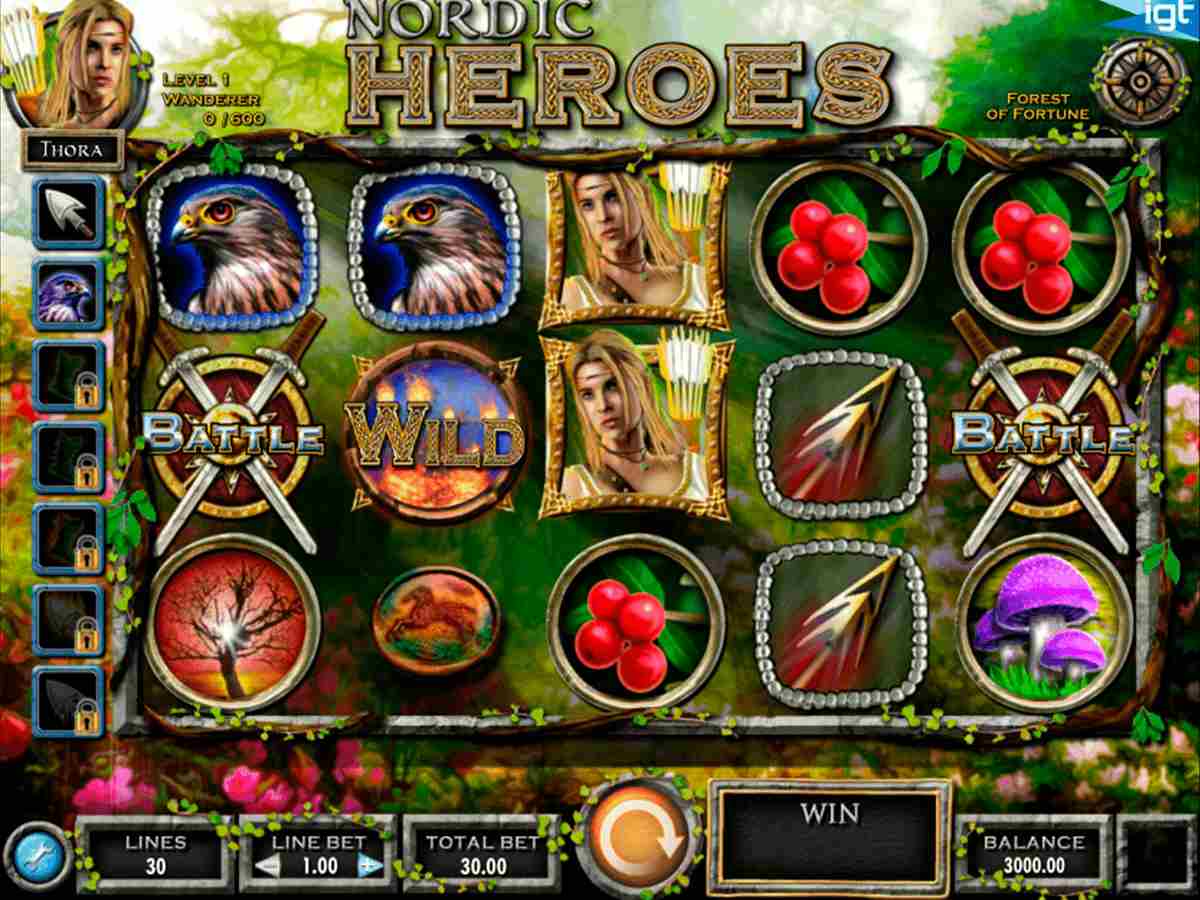 NORDIC
HEROES
igt
LEVEL 1
WANDERER
0 / 600
FOREST
OF FORTUNE
THORA
BATTLE
WILD
BATTLE
LINES
30
LINE BET
1.00
TOTAL BET
30.00
WIN
BALANCE
3000.00